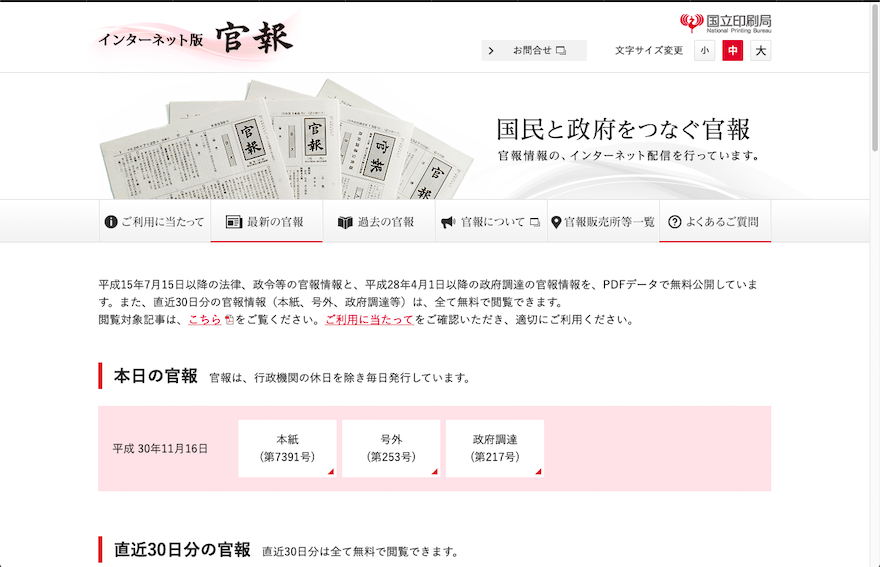 インターネット版 官報
国立印刷局
National Printing Bureau
お問合せ
文字サイズ変更 小 中 大
官報
官報
官報
官報
国民と政府をつなぐ官報
官報情報の、インターネット配信を行っています。
ご利用に当たって 最新の官報 過去の官報 官報について 官報販売所等一覧 よくあるご質問
平成15年7月15日以降の法律、政令等の官報情報と、平成28年4月1日以降の政府調達の官報情報を、PDFデータで無料公開していま
す。また、直近30日分の官報情報（本紙、号外、政府調達等）は、全て無料で閲覧できます。
閲覧対象記事は、こちら をご覧ください。ご利用に当たってをご確認いただき、適切にご利用ください。
本日の官報 官報は、行政機関の休日を除き毎日発行しています。
平成 30年11月16日
本紙
（第7391号）
号外
（第253号）
政府調達
（第217号）
直近30日分の官報 直近30日分は全て無料で閲覧できます。